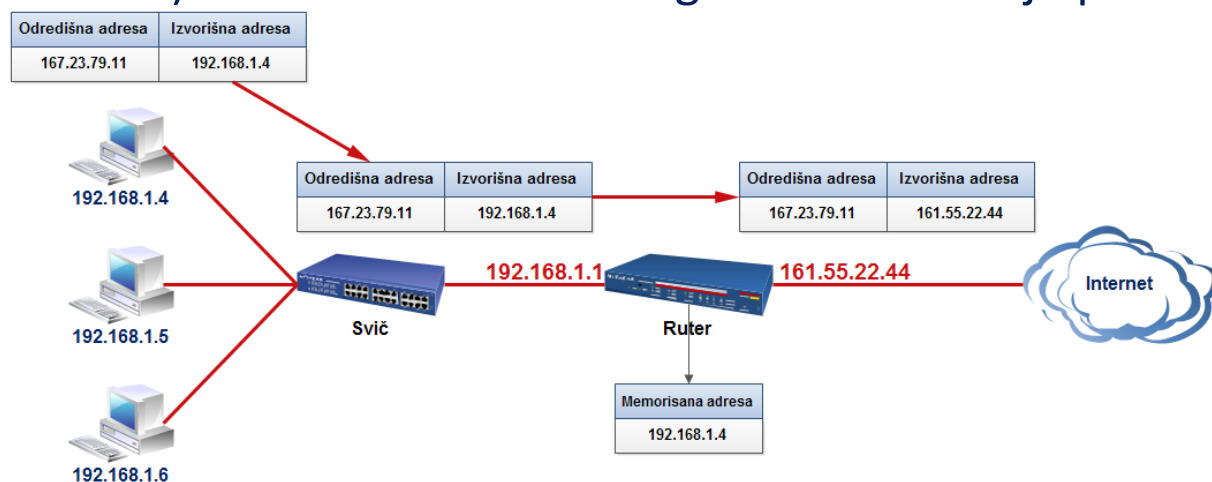 Odredišna adresa Izvorišna adresa
167.23.79.11 192.168.1.4
192.168.1.4
Odredišna adresa Izvorišna adresa
167.23.79.11 192.168.1.4
Odredišna adresa Izvorišna adresa
167.23.79.11 161.55.22.44
192.168.1.1
161.55.22.44
Internet
192.168.1.5
Svič
Ruter
Memorisana adresa
192.168.1.4
192.168.1.6